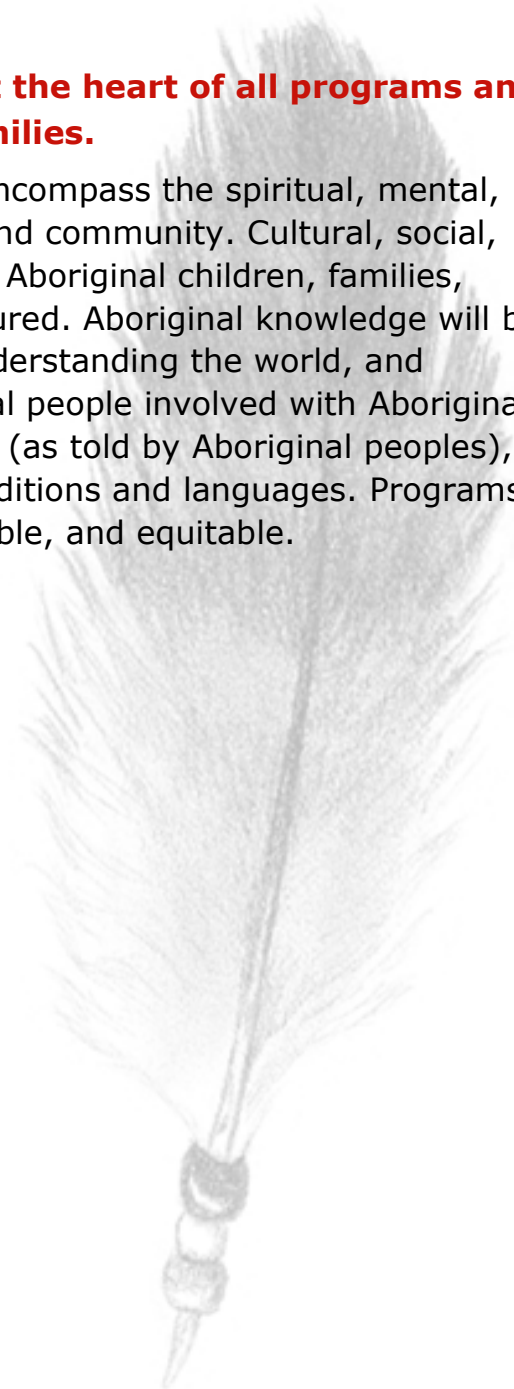 t the heart of all programs an
nilies.
ncompass the spiritual, mental,
nd community. Cultural, social,
Aboriginal children, families,
ured. Aboriginal knowledge will b
derstanding the world, and
al people involved with Aborigina
(as told by Aboriginal peoples),
ditions and languages. Programs
ble, and equitable.